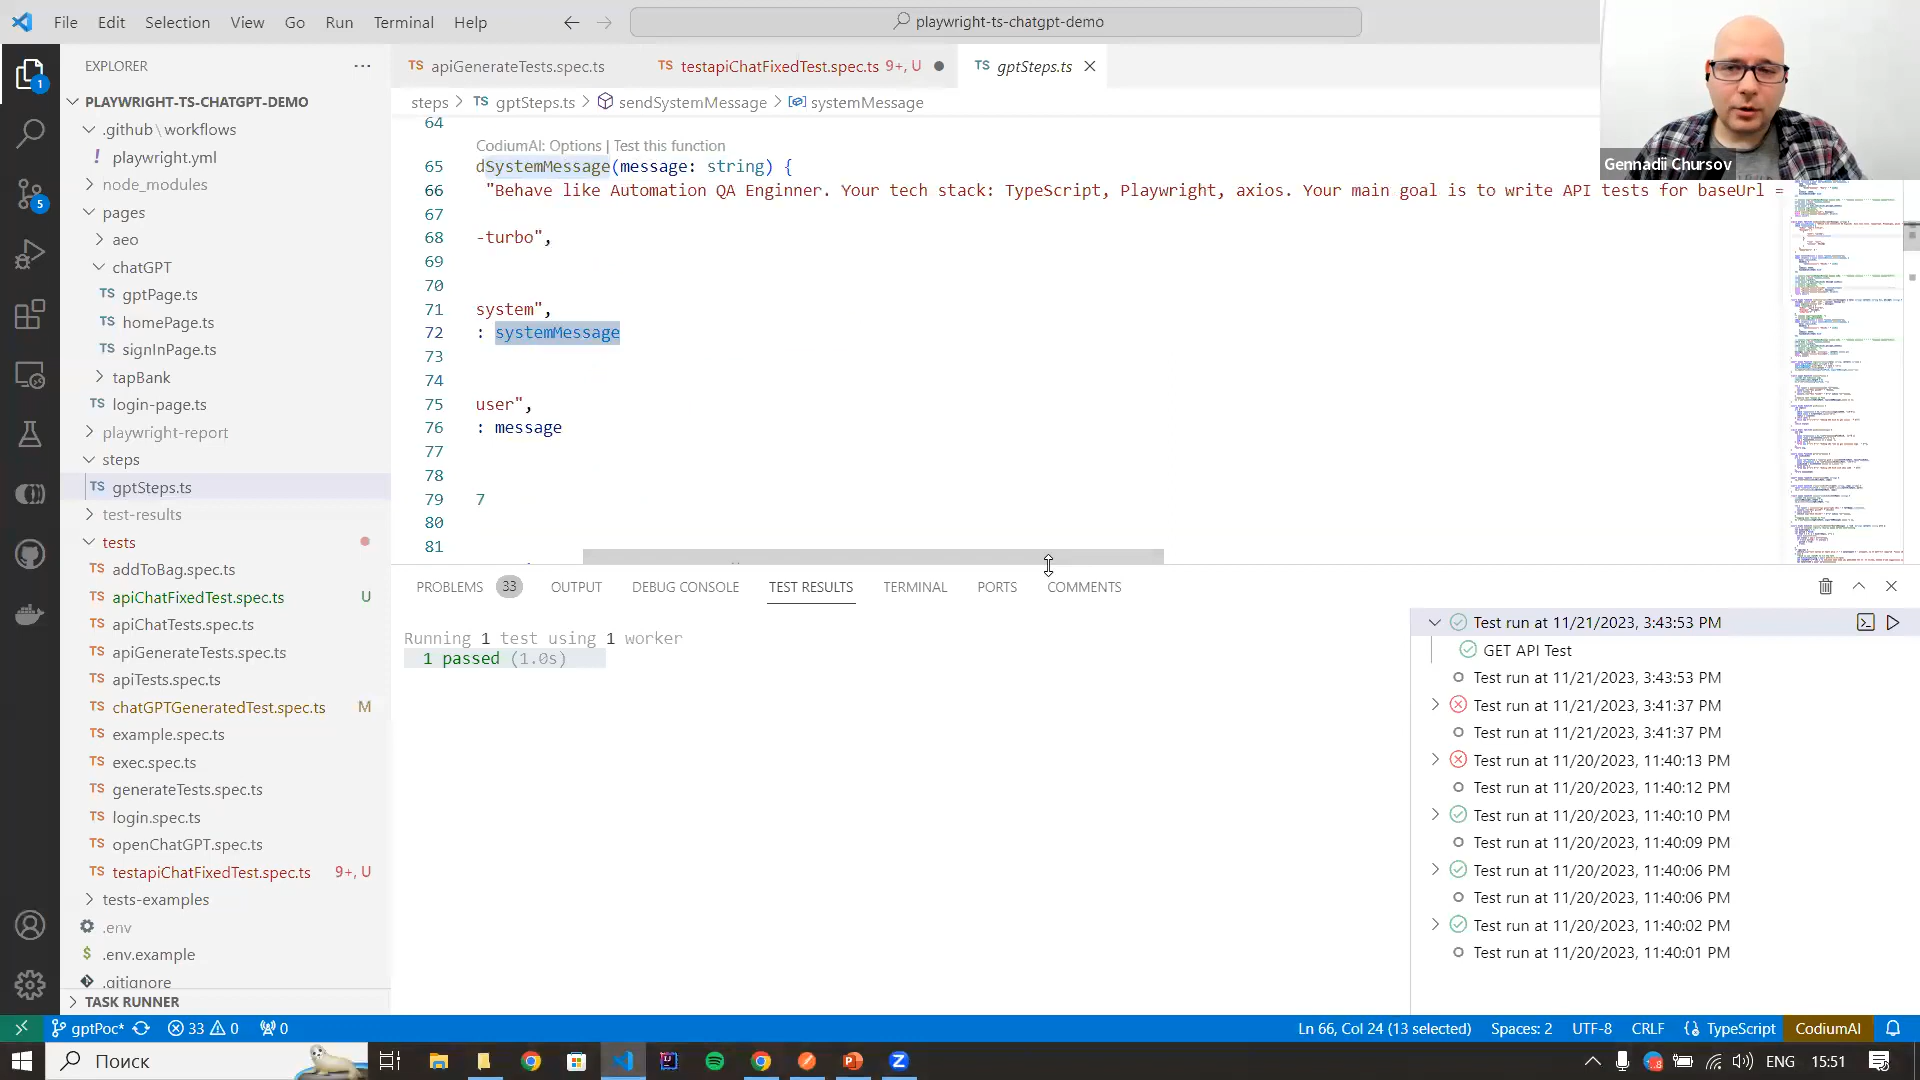 File Edit Selection View Go Run Terminal Help
playwright-ts-chatgpt-demo
Gennadii Chursov
EXPLORER
PLAYWRIGHT-TS-CHATGPT-DEMO
.github\workflows
! playwright.yml
node_modules
pages
aeo
chatGPT
TS gptPage.ts
TS homePage.ts
TS signInPage.ts
tapBank
TS login-page.ts
playwright-report
steps
TS gptSteps.ts
test-results
tests
TS addToBag.spec.ts
TS apiChatFixedTest.spec.ts U
TS apiChatTests.spec.ts
TS apiGenerateTests.spec.ts
TS apiTests.spec.ts
TS chatGPTGeneratedTest.spec.ts M
TS example.spec.ts
TS exec.spec.ts
TS generateTests.spec.ts
TS login.spec.ts
TS openChatGPT.spec.ts
TS testapiChatFixedTest.spec.ts 9+, U
tests-examples
.env
$ .env.example
.gitignore
TASK RUNNER
1
5
TS apiGenerateTests.spec.ts TS testapiChatFixedTest.spec.ts 9+, U TS gptSteps.ts
steps > TS gptSteps.ts > sendSystemMessage > systemMessage
64
CodiumAI: Options | Test this function
65 dSystemMessage(message: string) {
66 "Behave like Automation QA Enginner. Your tech stack: TypeScript, Playwright, axios. Your main goal is to write API tests for baseUrl =
67
68 -turbo",
69
70
71 system",
72 : systemMessage
73
74
75 user",
76 : message
77
78
79 7
80
81
PROBLEMS 33 OUTPUT DEBUG CONSOLE TEST RESULTS TERMINAL PORTS COMMENTS
Running 1 test using 1 worker
1 passed (1.0s)
Test run at 11/21/2023, 3:43:53 PM
GET API Test
Test run at 11/21/2023, 3:43:53 PM
Test run at 11/21/2023, 3:41:37 PM
Test run at 11/21/2023, 3:41:37 PM
Test run at 11/20/2023, 11:40:13 PM
Test run at 11/20/2023, 11:40:12 PM
Test run at 11/20/2023, 11:40:10 PM
Test run at 11/20/2023, 11:40:09 PM
Test run at 11/20/2023, 11:40:06 PM
Test run at 11/20/2023, 11:40:06 PM
Test run at 11/20/2023, 11:40:02 PM
Test run at 11/20/2023, 11:40:01 PM
gptPoc* 33 0 0 Ln 66, Col 24 (13 selected) Spaces: 2 UTF-8 CRLF TypeScript CodiumAI
Поиск ENG 15:51